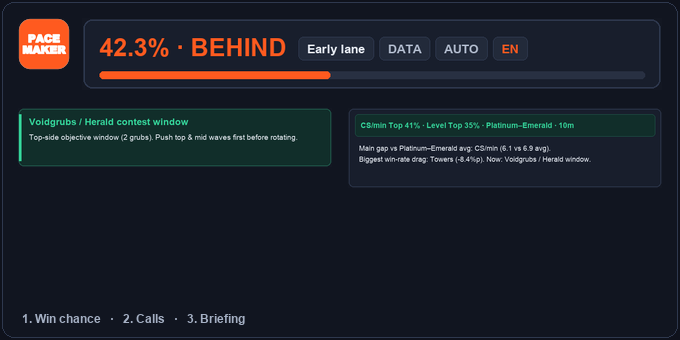 PACE
MAKER
42.3% · BEHIND Early lane DATA AUTO EN
Voidgrubs / Herald contest window
Top-side objective window (2 grubs). Push top & mid waves first before rotating.
CS/min Top 41% · Level Top 35% · Platinum–Emerald · 10m
Main gap vs Platinum–Emerald avg: CS/min (6.1 vs 6.9 avg).
Biggest win-rate drag: Towers (-8.4%p). Now: Voidgrubs / Herald window.
1. Win chance · 2. Calls · 3. Briefing